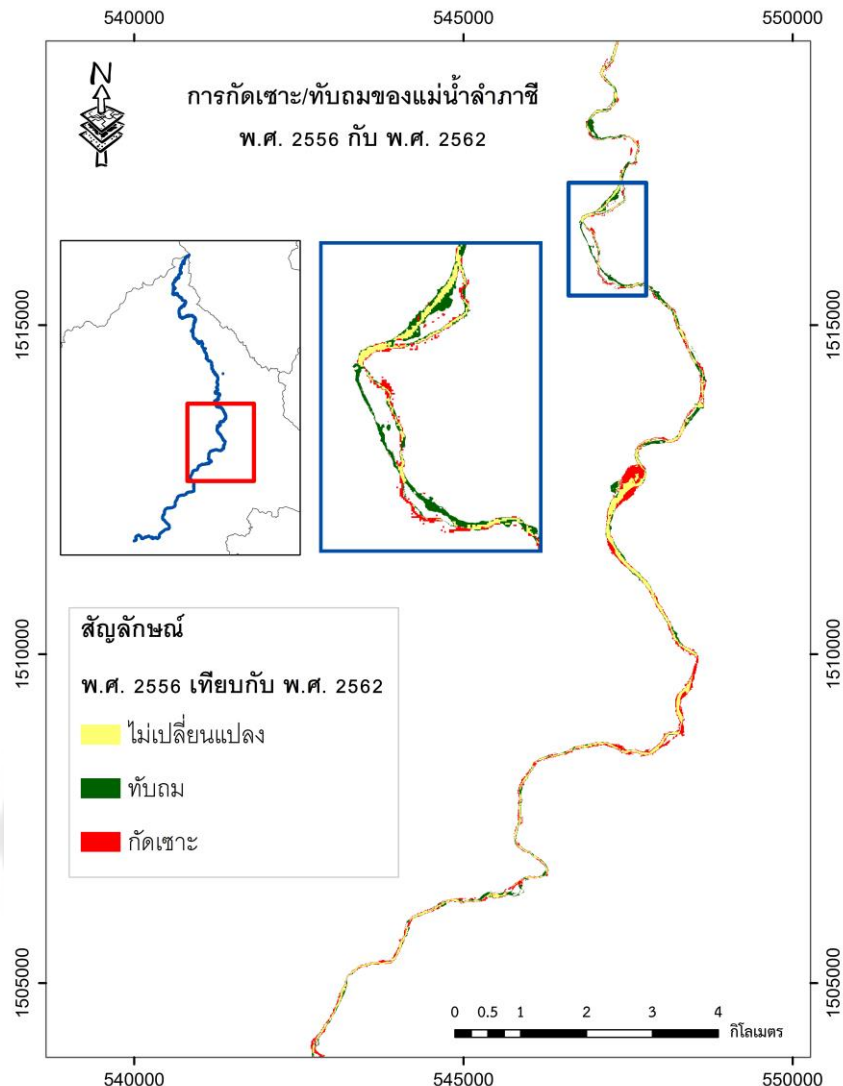 540000 545000 550000
N
การกัดเซาะ/ทับถมของแม่น้ำลำภาชี
พ.ศ. 2556 กับ พ.ศ. 2562
1515000 1515000
1510000 1510000
สัญลักษณ์
พ.ศ. 2556 เทียบกับ พ.ศ. 2562
ไม่เปลี่ยนแปลง
ทับถม
กัดเซาะ
1505000 1505000
0 0.5 1 2 3 4
กิโลเมตร
540000 545000 550000